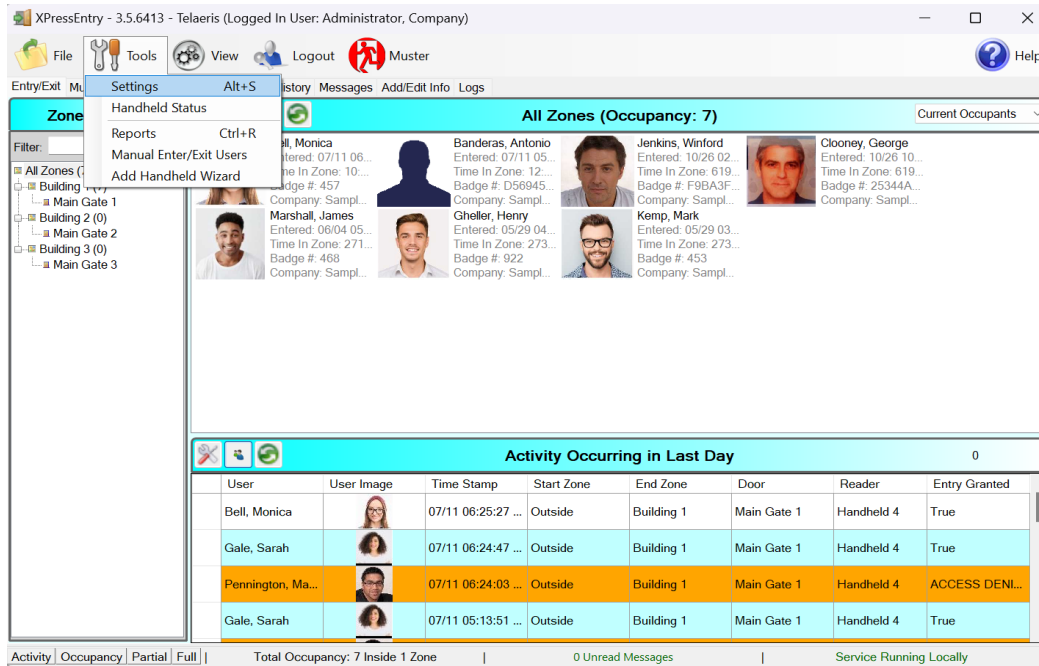 XPressEntry - 3.5.6413 - Telaeris (Logged In User: Administrator, Company)
File Tools View Logout Muster Help
Entry/Exit History Messages Add/Edit Info Logs
Settings Alt+S
Handheld Status
Reports Ctrl+R
Manual Enter/Exit Users
Add Handheld Wizard
All Zones (Occupancy: 7) Current Occupants
Filter:
All Zones
Building
Main Gate 1
Building 2 (0)
Main Gate 2
Building 3 (0)
Main Gate 3
Monica
07/11 06...
Time In Zone: 10:...
Badge #: 457
Company: Sampl...
Banderas, Antonio
Entered: 07/11 05...
Time In Zone: 12:...
Badge #: D56945...
Company: Sampl...
Jenkins, Winford
Entered: 10/26 02...
Time In Zone: 619...
Badge #: F9BA3F...
Company: Sampl...
Clooney, George
Entered: 10/26 10...
Time In Zone: 619...
Badge #: 25344A...
Company: Sampl...
Marshall, James
Entered: 06/04 05...
Time In Zone: 271...
Badge #: 468
Company: Sampl...
Gheller, Henry
Entered: 05/29 04...
Time In Zone: 273...
Badge #: 922
Company: Sampl...
Kemp, Mark
Entered: 05/29 03...
Time In Zone: 273...
Badge #: 453
Company: Sampl...
Activity Occurring in Last Day 0
User User Image Time Stamp Start Zone End Zone Door Reader Entry Granted
Bell, Monica 07/11 06:25:27 ... Outside Building 1 Main Gate 1 Handheld 4 True
Gale, Sarah 07/11 06:24:47 ... Outside Building 1 Main Gate 1 Handheld 4 True
Pennington, Ma... 07/11 06:24:03 ... Outside Building 1 Main Gate 1 Handheld 4 ACCESS DENI...
Gale, Sarah 07/11 05:13:51 ... Outside Building 1 Main Gate 1 Handheld 4 True
Activity Occupancy Partial Full | Total Occupancy: 7 Inside 1 Zone | 0 Unread Messages | Service Running Locally